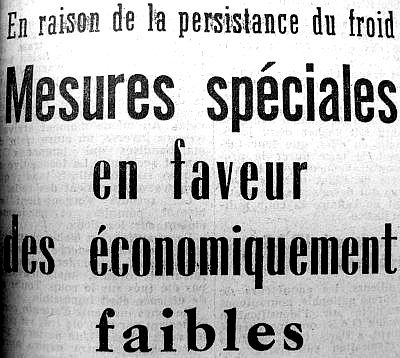 En raison de la persistance du froid
Mesures spéciales
en faveur
des économiquement
faibles